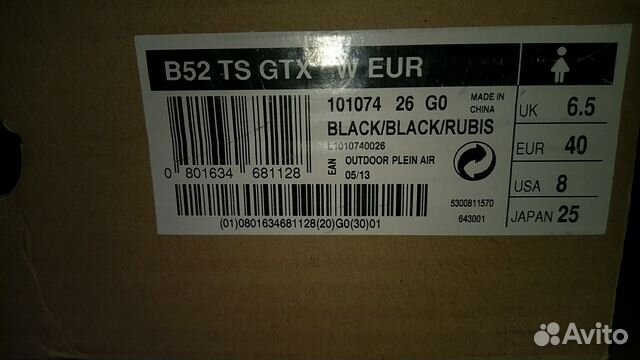 B52 TS GTX W EUR
101074 26 G0
MADE IN
CHINA
BLACK/BLACK/RUBIS
L1010740026
EAN
OUTDOOR PLEIN AIR
05/13
0 801634 681128
(01)0801634681128(20)G0(30)01
5300811570
643001
UK 6.5
EUR 40
USA 8
JAPAN 25
Avito